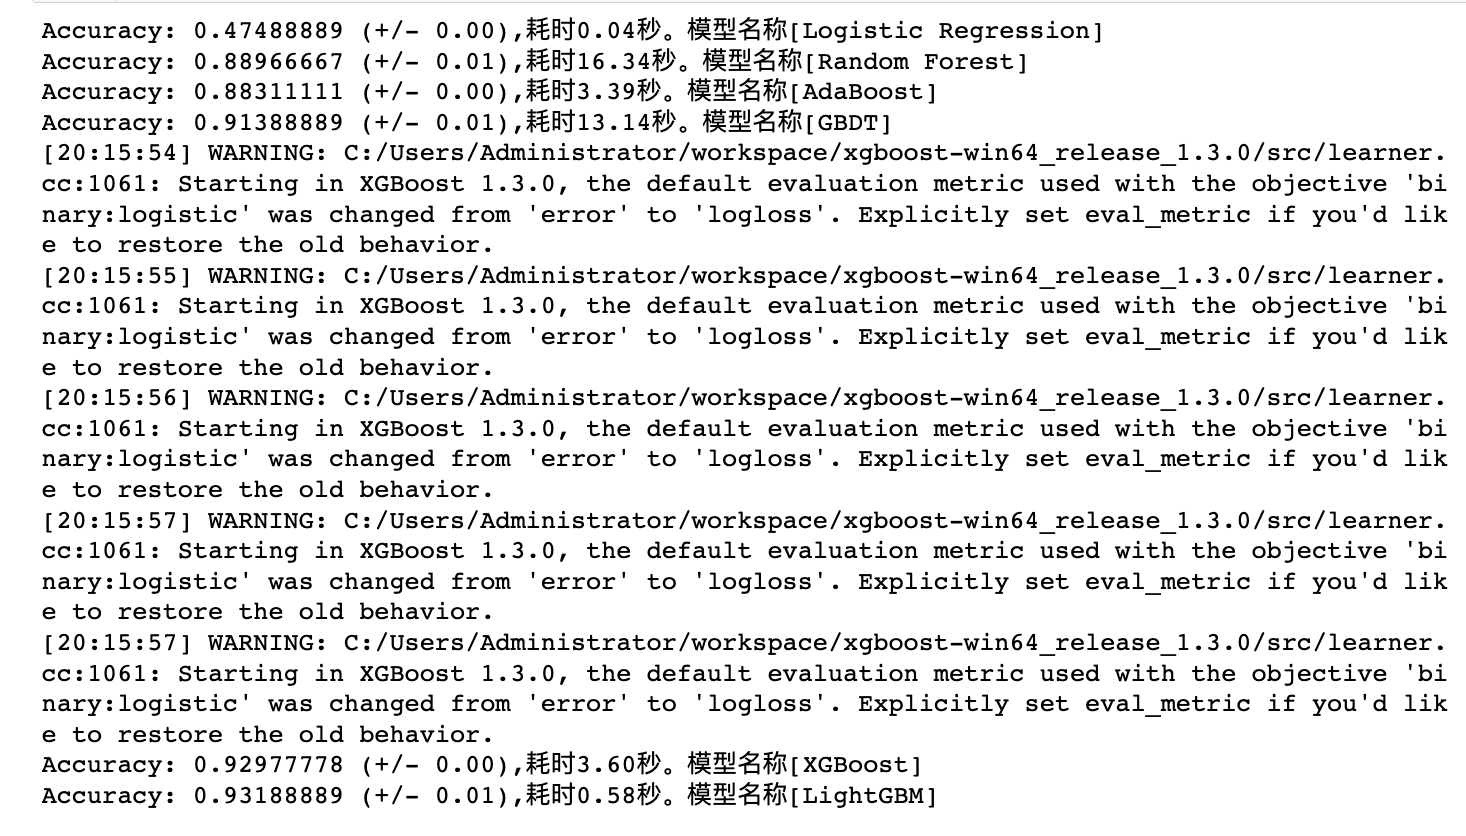 Accuracy: 0.47488889 (+/- 0.00),耗时0.04秒。模型名称[Logistic Regression]
Accuracy: 0.88966667 (+/- 0.01),耗时16.34秒。模型名称[Random Forest]
Accuracy: 0.88311111 (+/- 0.00),耗时3.39秒。模型名称[AdaBoost]
Accuracy: 0.91388889 (+/- 0.01),耗时13.14秒。模型名称[GBDT]
[20:15:54] WARNING: C:/Users/Administrator/workspace/xgboost-win64_release_1.3.0/src/learner.
cc:1061: Starting in XGBoost 1.3.0, the default evaluation metric used with the objective 'bi
nary:logistic' was changed from 'error' to 'logloss'. Explicitly set eval_metric if you'd lik
e to restore the old behavior.
[20:15:55] WARNING: C:/Users/Administrator/workspace/xgboost-win64_release_1.3.0/src/learner.
cc:1061: Starting in XGBoost 1.3.0, the default evaluation metric used with the objective 'bi
nary:logistic' was changed from 'error' to 'logloss'. Explicitly set eval_metric if you'd lik
e to restore the old behavior.
[20:15:56] WARNING: C:/Users/Administrator/workspace/xgboost-win64_release_1.3.0/src/learner.
cc:1061: Starting in XGBoost 1.3.0, the default evaluation metric used with the objective 'bi
nary:logistic' was changed from 'error' to 'logloss'. Explicitly set eval_metric if you'd lik
e to restore the old behavior.
[20:15:57] WARNING: C:/Users/Administrator/workspace/xgboost-win64_release_1.3.0/src/learner.
cc:1061: Starting in XGBoost 1.3.0, the default evaluation metric used with the objective 'bi
nary:logistic' was changed from 'error' to 'logloss'. Explicitly set eval_metric if you'd lik
e to restore the old behavior.
[20:15:57] WARNING: C:/Users/Administrator/workspace/xgboost-win64_release_1.3.0/src/learner.
cc:1061: Starting in XGBoost 1.3.0, the default evaluation metric used with the objective 'bi
nary:logistic' was changed from 'error' to 'logloss'. Explicitly set eval_metric if you'd lik
e to restore the old behavior.
Accuracy: 0.92977778 (+/- 0.00),耗时3.60秒。模型名称[XGBoost]
Accuracy: 0.93188889 (+/- 0.01),耗时0.58秒。模型名称[LightGBM]